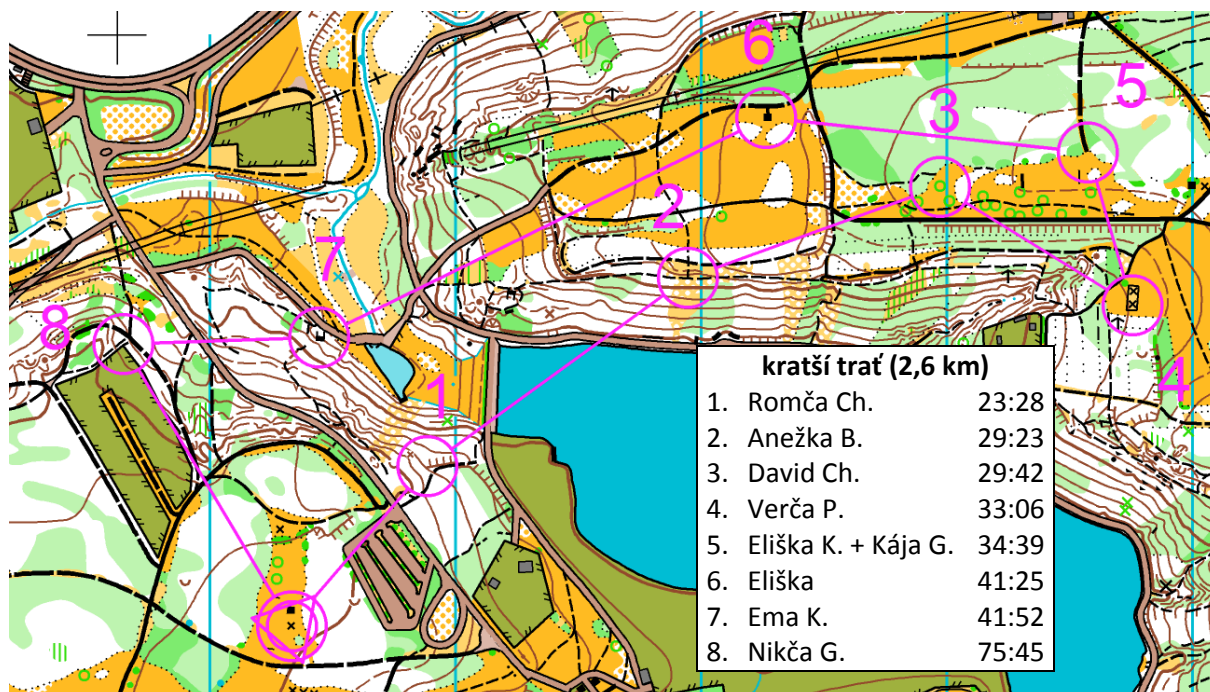 6
5
3
2
7
8
1
4
kratší trať (2,6 km)
1. Romča Ch. 23:28
2. Anežka B. 29:23
3. David Ch. 29:42
4. Verča P. 33:06
5. Eliška K. + Kája G. 34:39
6. Eliška 41:25
7. Ema K. 41:52
8. Nikča G. 75:45